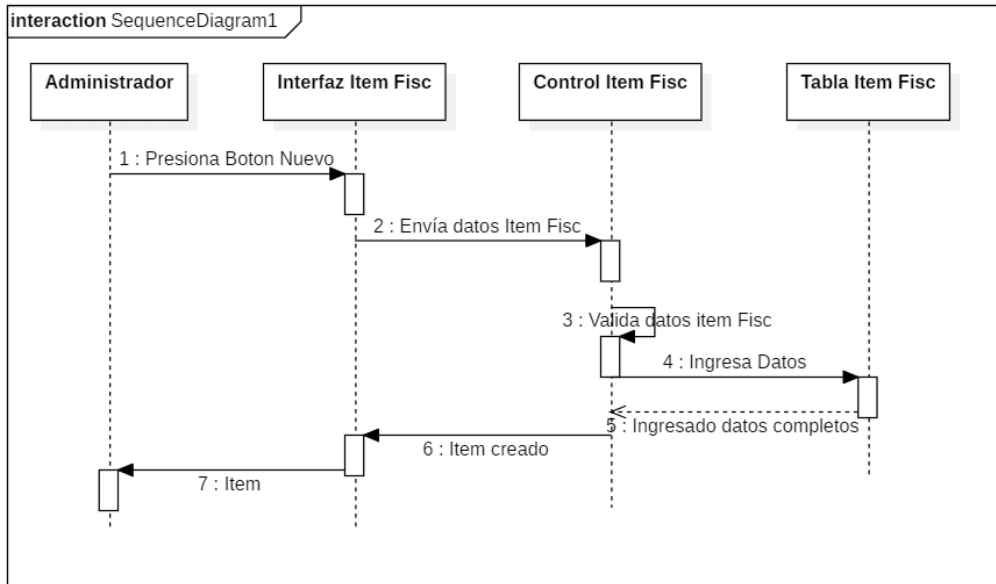 interaction SequenceDiagram1
Administrador
Interfaz Item Fisc
Control Item Fisc
Tabla Item Fisc
1 : Presiona Boton Nuevo
2 : Envía datos Item Fisc
3 : Valida datos item Fisc
4 : Ingresa Datos
5 : Ingresado datos completos
6 : Item creado
7 : Item